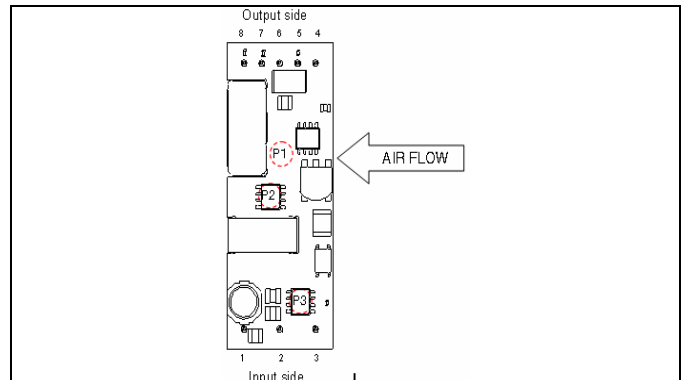 Output side
8 7 6 5 4
P1
AIR FLOW
P2
P3
1 2 3
Input side